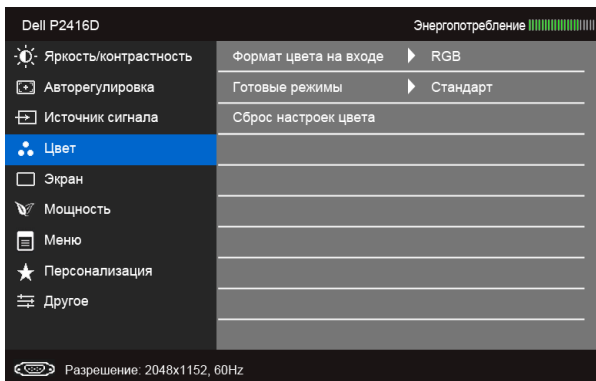 Dell P2416D Энергопотребление
Яркость/контрастность Формат цвета на входе RGB
Авторегулировка Готовые режимы Стандарт
Источник сигнала Сброс настроек цвета
Цвет
Экран
Мощность
Меню
Персонализация
Другое
Разрешение: 2048x1152, 60Hz